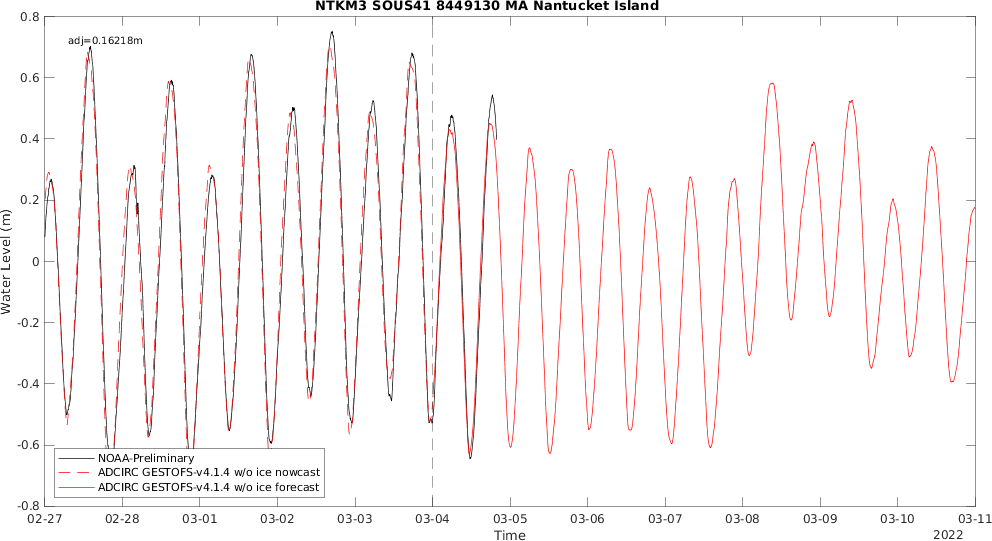 NTKM3 SOUS41 8449130 MA Nantucket Island
0.8
adj=0.16218m
0.6
0.4
0.2
0
-0.2
-0.4
-0.6
-0.8
Water Level (m)
NOAA-Preliminary
ADCIRC GESTOFS-v4.1.4 w/o ice nowcast
ADCIRC GESTOFS-v4.1.4 w/o ice forecast
02-27 02-28 03-01 03-02 03-03 03-04 03-05 03-06 03-07 03-08 03-09 03-10 03-11
Time
2022